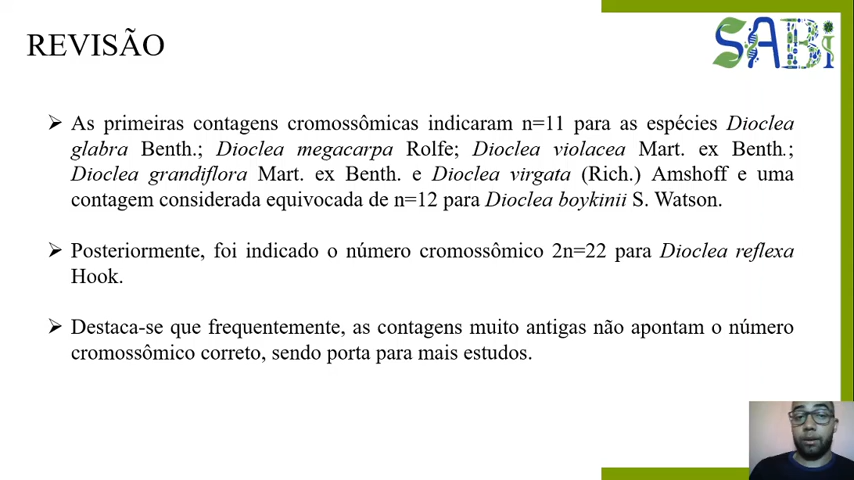 REVISÃO
SABi
➢ As primeiras contagens cromossômicas indicaram n=11 para as espécies Dioclea
glabra Benth.; Dioclea megacarpa Rolfe; Dioclea violacea Mart. ex Benth.;
Dioclea grandiflora Mart. ex Benth. e Dioclea virgata (Rich.) Amshoff e uma
contagem considerada equivocada de n=12 para Dioclea boykinii S. Watson.
➢ Posteriormente, foi indicado o número cromossômico 2n=22 para Dioclea reflexa
Hook.
➢ Destaca-se que frequentemente, as contagens muito antigas não apontam o número
cromossômico correto, sendo porta para mais estudos.